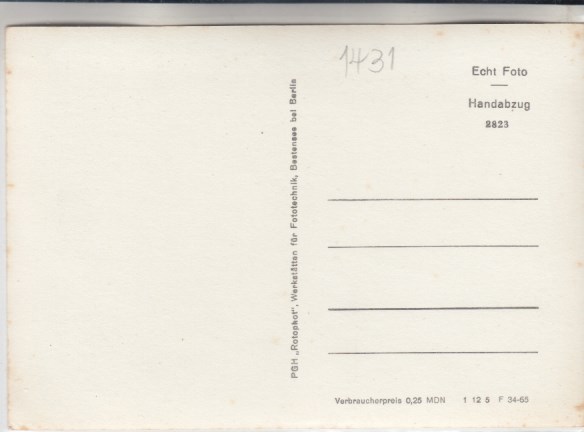 1431
Echt Foto
Handabzug
2823
PGH „Rotophot", Werkstätten für Fototechnik, Bestensee bei Berlin
Verbraucherpreis 0,25 MDN 1 12 5 F 34-65